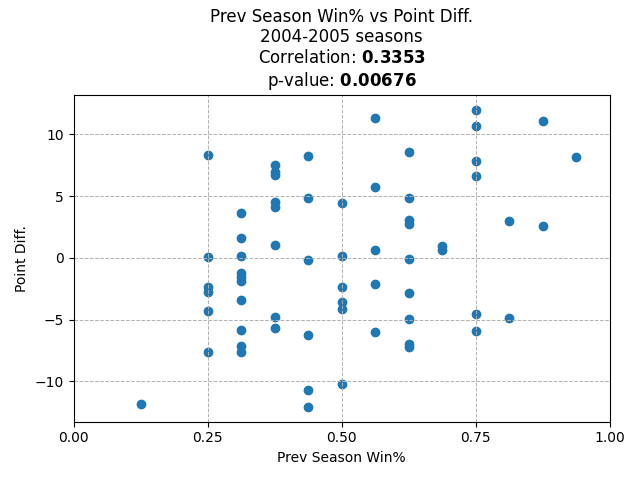 Prev Season Win% vs Point Diff.
2004-2005 seasons
Correlation: 0.3353
p-value: 0.00676
10
5
0
−5
−10
Point Diff.
0.00 0.25 0.50 0.75 1.00
Prev Season Win%